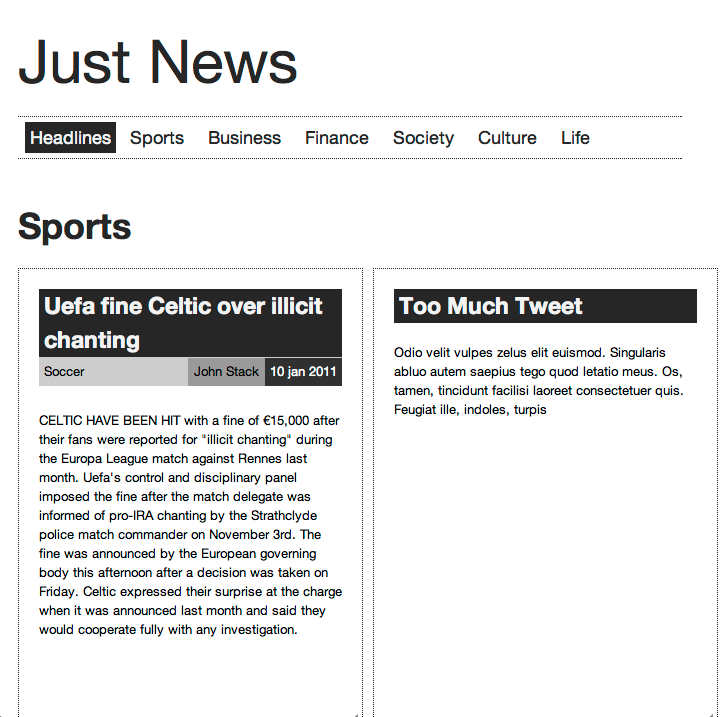 Just News
Headlines Sports Business Finance Society Culture Life
Sports
Uefa fine Celtic over illicit
chanting
Soccer John Stack 10 jan 2011
CELTIC HAVE BEEN HIT with a fine of €15,000 after
their fans were reported for "illicit chanting" during
the Europa League match against Rennes last
month. Uefa's control and disciplinary panel
imposed the fine after the match delegate was
informed of pro-IRA chanting by the Strathclyde
police match commander on November 3rd. The
fine was announced by the European governing
body this afternoon after a decision was taken on
Friday. Celtic expressed their surprise at the charge
when it was announced last month and said they
would cooperate fully with any investigation.
Too Much Tweet
Odio velit vulpes zelus elit euismod. Singularis
abluo autem saepius tego quod letatio meus. Os,
tamen, tincidunt facilisi laoreet consectetuer quis.
Feugiat ille, indoles, turpis